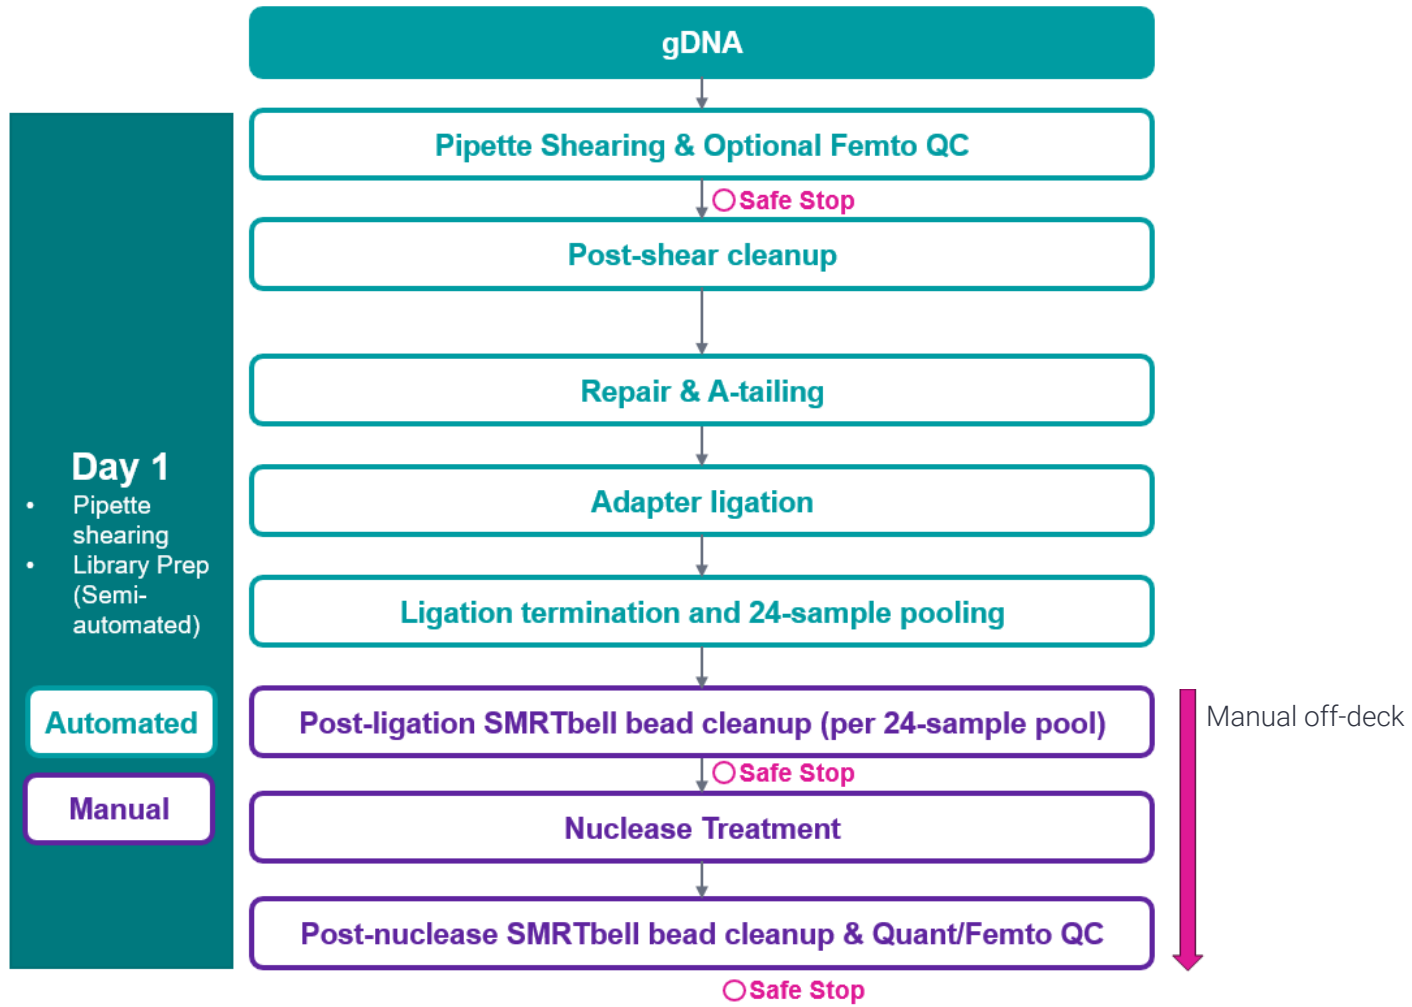 gDNA
Pipette Shearing & Optional Femto QC
Safe Stop
Post-shear cleanup
Repair & A-tailing
Adapter ligation
Ligation termination and 24-sample pooling
Post-ligation SMRTbell bead cleanup (per 24-sample pool)
Safe Stop
Nuclease Treatment
Post-nuclease SMRTbell bead cleanup & Quant/Femto QC
Safe Stop
Day 1
• Pipette
shearing
• Library Prep
(Semi-
automated)
Automated
Manual
Manual off-deck